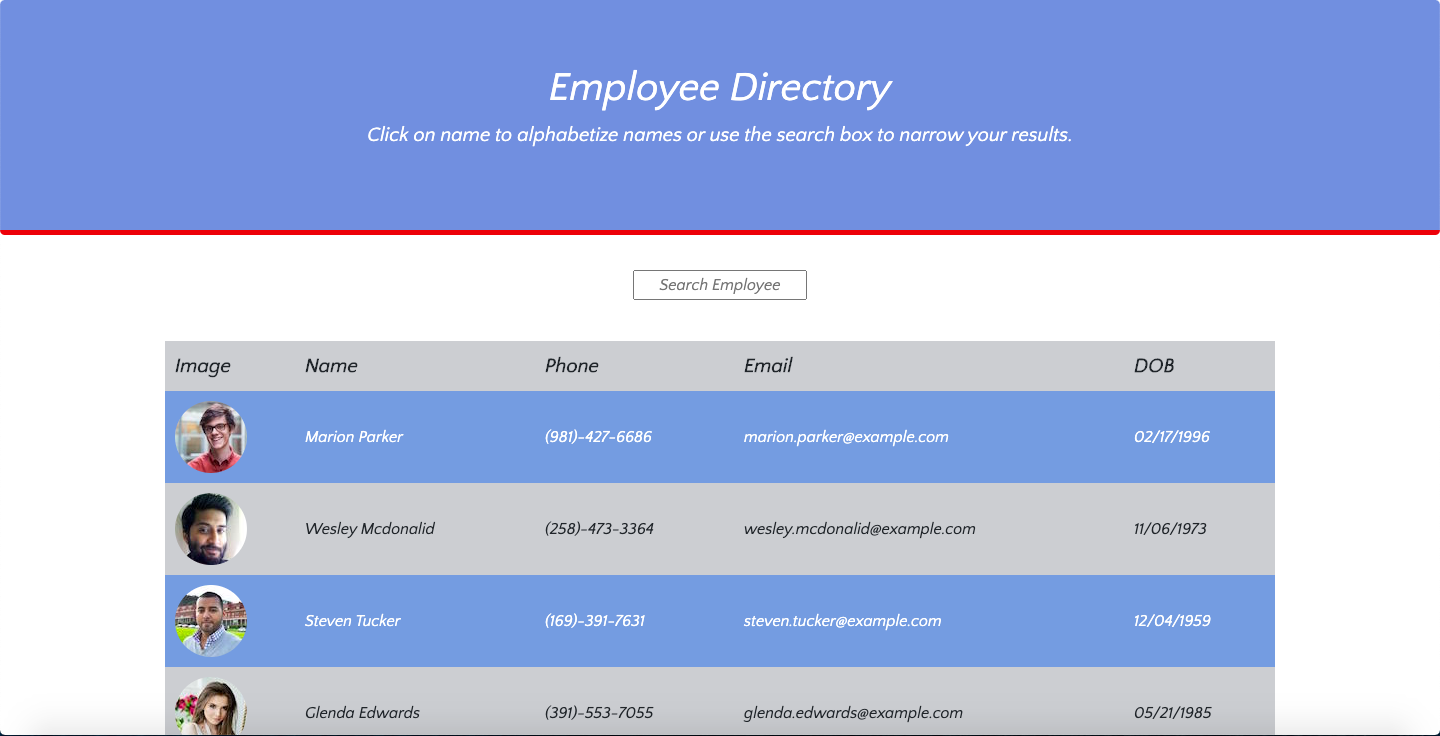 Employee Directory
Click on name to alphabetize names or use the search box to narrow your results.
Search Employee
Image Name Phone Email DOB
Marion Parker (981)-427-6686 marion.parker@example.com 02/17/1996
Wesley Mcdonalid (258)-473-3364 wesley.mcdonalid@example.com 11/06/1973
Steven Tucker (169)-391-7631 steven.tucker@example.com 12/04/1959
Glenda Edwards (391)-553-7055 glenda.edwards@example.com 05/21/1985